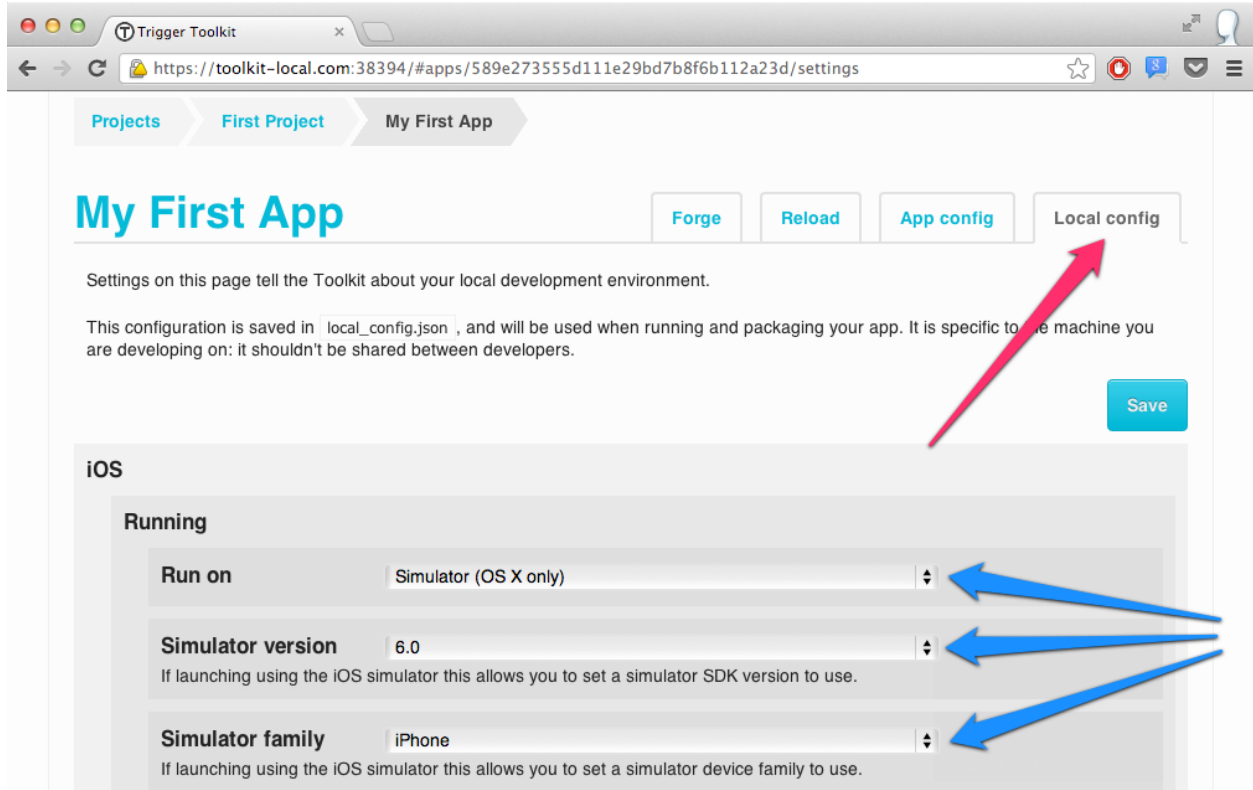 Trigger Toolkit
https://toolkit-local.com:38394/#apps/589e273555d111e29bd7b8f6b112a23d/settings
Projects First Project My First App
My First App
Forge Reload App config Local config
Settings on this page tell the Toolkit about your local development environment.
This configuration is saved in local_config.json , and will be used when running and packaging your app. It is specific to the machine you
are developing on: it shouldn't be shared between developers.
Save
iOS
Running
Run on Simulator (OS X only)
Simulator version 6.0
If launching using the iOS simulator this allows you to set a simulator SDK version to use.
Simulator family iPhone
If launching using the iOS simulator this allows you to set a simulator device family to use.